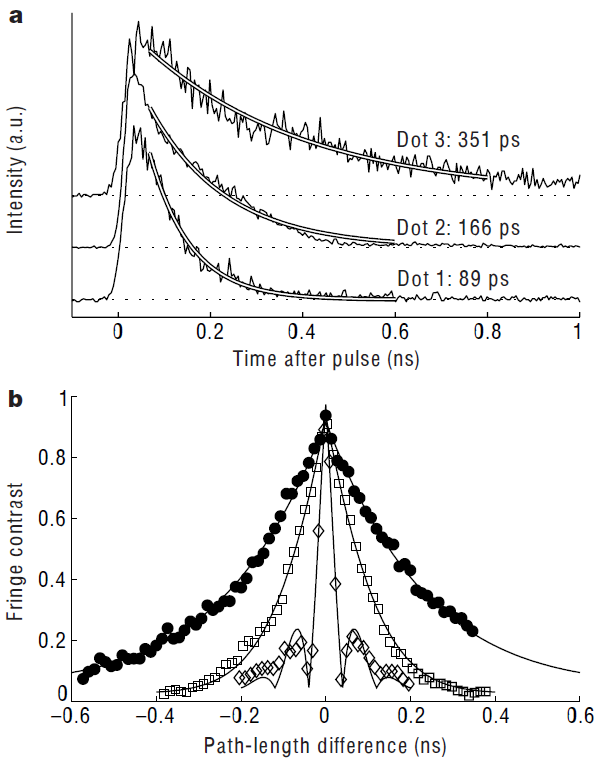 a
Intensity (a.u.)
Dot 3: 351 ps
Dot 2: 166 ps
Dot 1: 89 ps
0 0.2 0.4 0.6 0.8 1
Time after pulse (ns)
b
1
0.8
0.6
0.4
0.2
0
Fringe contrast
−0.6 −0.4 −0.2 0 0.2 0.4 0.6
Path-length difference (ns)